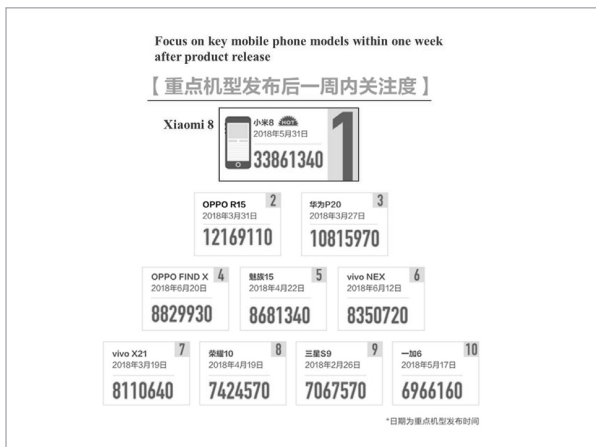 Focus on key mobile phone models within one week
after product release
【重点机型发布后一周内关注度】
Xiaomi 8
小米8 HOT
2018年5月31日
33861340
1
OPPO R15
2
2018年3月31日
12169110
华为P20
3
2018年3月27日
10815970
OPPO FIND X
4
2018年6月20日
8829930
魅族15
5
2018年4月22日
8681340
vivo NEX
6
2018年6月12日
8350720
vivo X21
7
2018年3月19日
8110640
荣耀10
8
2018年4月19日
7424570
三星S9
9
2018年2月26日
7067570
一加6
10
2018年5月17日
6966160
*日期为重点机型发布时间